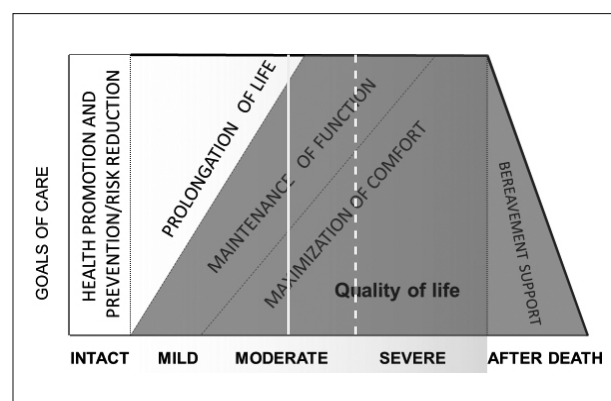 GOALS OF CARE
HEALTH PROMOTION AND
PREVENTION/RISK REDUCTION
PROLONGATION OF LIFE
MAINTENANCE OF FUNCTION
MAXIMIZATION OF COMFORT
Quality of life
BEREAVEMENT SUPPORT
INTACT MILD MODERATE SEVERE AFTER DEATH